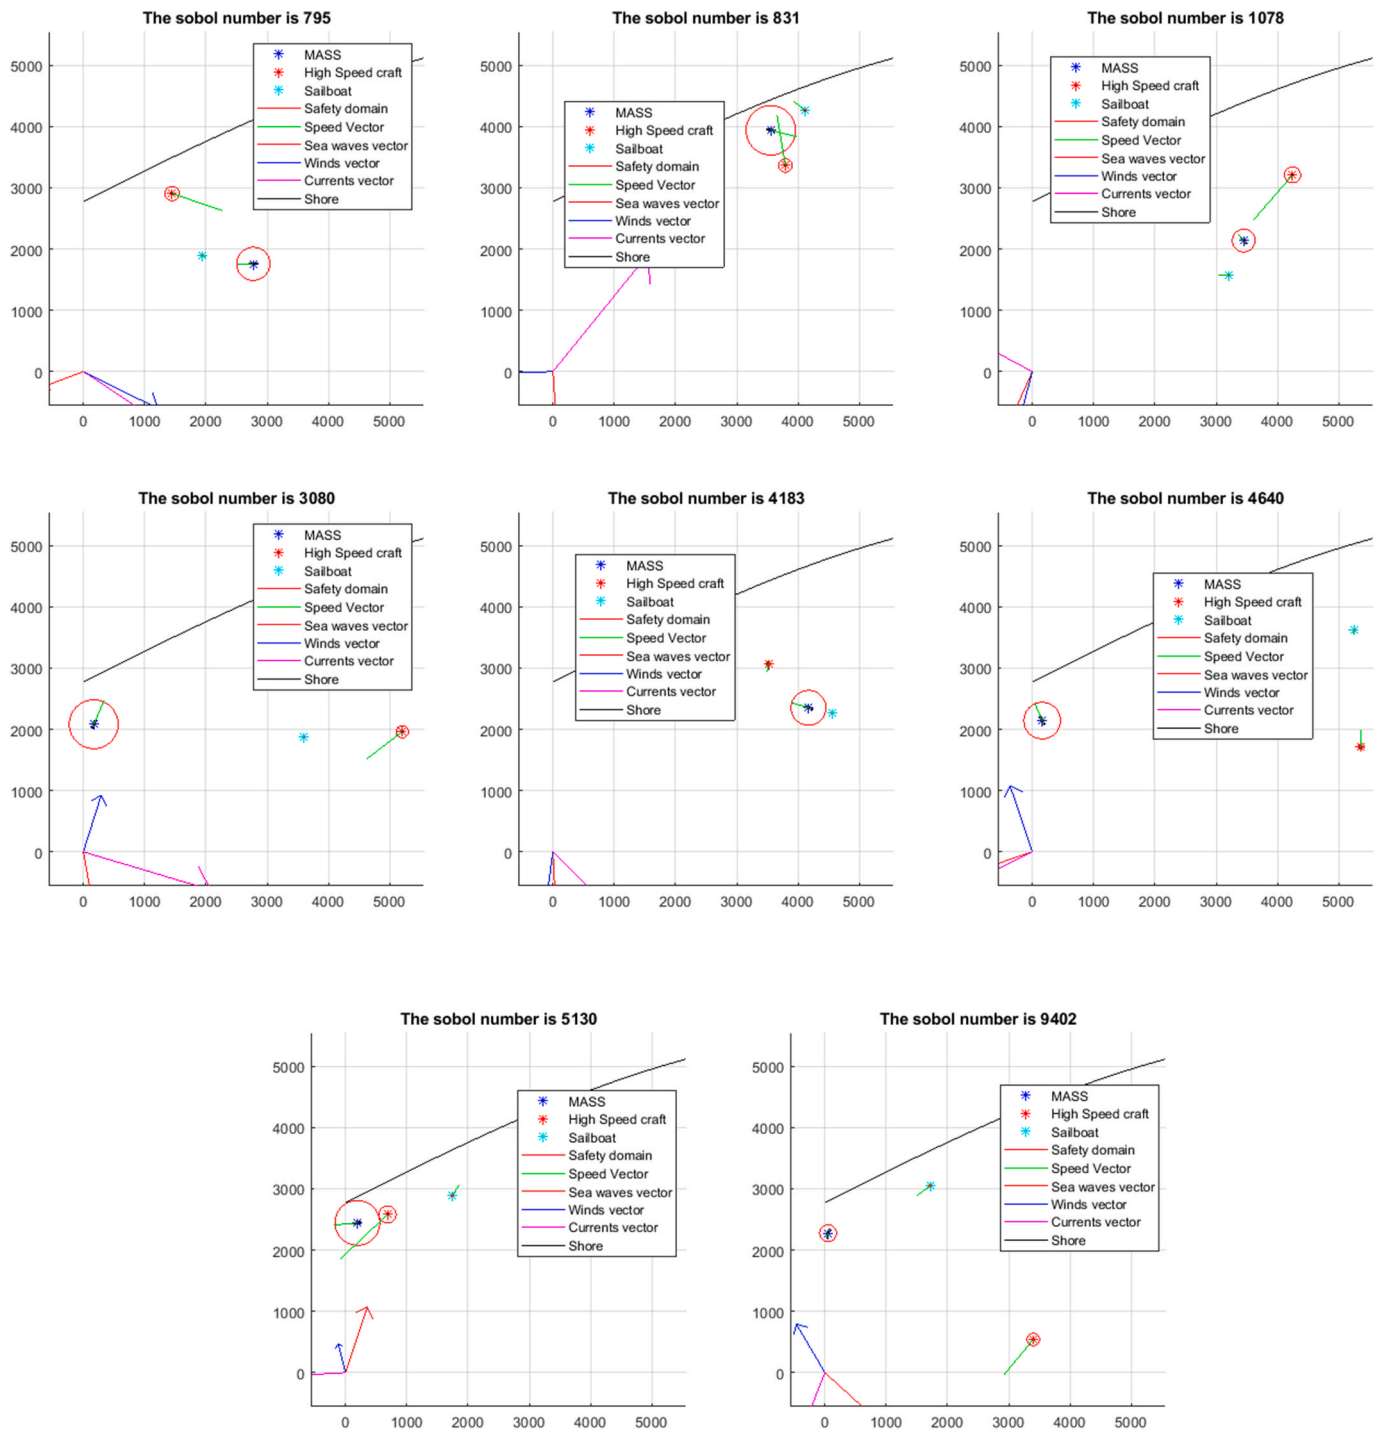 The sobol number is 795
5000
4000
3000
2000
1000
0
0 1000 2000 3000 4000 5000
MASS
High Speed craft
Sailboat
Safety domain
Speed Vector
Sea waves vector
Winds vector
Currents vector
Shore
The sobol number is 831
5000
4000
3000
2000
1000
0
0 1000 2000 3000 4000 5000
MASS
High Speed craft
Sailboat
Safety domain
Speed Vector
Sea waves vector
Winds vector
Currents vector
Shore
The sobol number is 1078
5000
4000
3000
2000
1000
0
0 1000 2000 3000 4000 5000
MASS
High Speed craft
Sailboat
Safety domain
Speed Vector
Sea waves vector
Winds vector
Currents vector
Shore
The sobol number is 3080
5000
4000
3000
2000
1000
0
0 1000 2000 3000 4000 5000
MASS
High Speed craft
Sailboat
Safety domain
Speed Vector
Sea waves vector
Winds vector
Currents vector
Shore
The sobol number is 4183
5000
4000
3000
2000
1000
0
0 1000 2000 3000 4000 5000
MASS
High Speed craft
Sailboat
Safety domain
Speed Vector
Sea waves vector
Winds vector
Currents vector
Shore
The sobol number is 4640
5000
4000
3000
2000
1000
0
0 1000 2000 3000 4000 5000
MASS
High Speed craft
Sailboat
Safety domain
Speed Vector
Sea waves vector
Winds vector
Currents vector
Shore
The sobol number is 5130
5000
4000
3000
2000
1000
0
0 1000 2000 3000 4000 5000
MASS
High Speed craft
Sailboat
Safety domain
Speed Vector
Sea waves vector
Winds vector
Currents vector
Shore
The sobol number is 9402
5000
4000
3000
2000
1000
0
0 1000 2000 3000 4000 5000
MASS
High Speed craft
Sailboat
Safety domain
Speed Vector
Sea waves vector
Winds vector
Currents vector
Shore